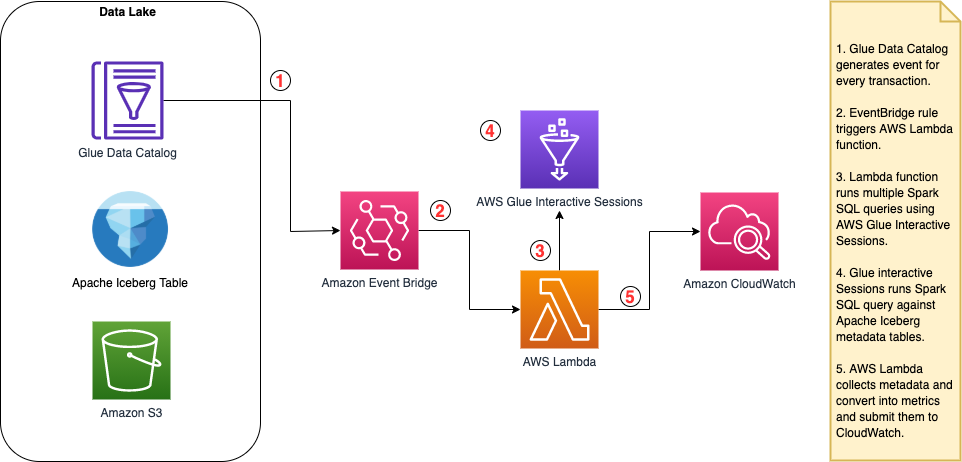 Data Lake
1
Glue Data Catalog
Apache Iceberg Table
Amazon S3
2
Amazon Event Bridge
4
AWS Glue Interactive Sessions
3
AWS Lambda
5
Amazon CloudWatch
1. Glue Data Catalog
generates event for
every transaction.
2. EventBridge rule
triggers AWS Lambda
function.
3. Lambda function
runs multiple Spark
SQL queries using
AWS Glue Interactive
Sessions.
4. Glue interactive
Sessions runs Spark
SQL query against
Apache Iceberg
metadata tables.
5. AWS Lambda
collects metadata and
convert into metrics
and submit them to
CloudWatch.